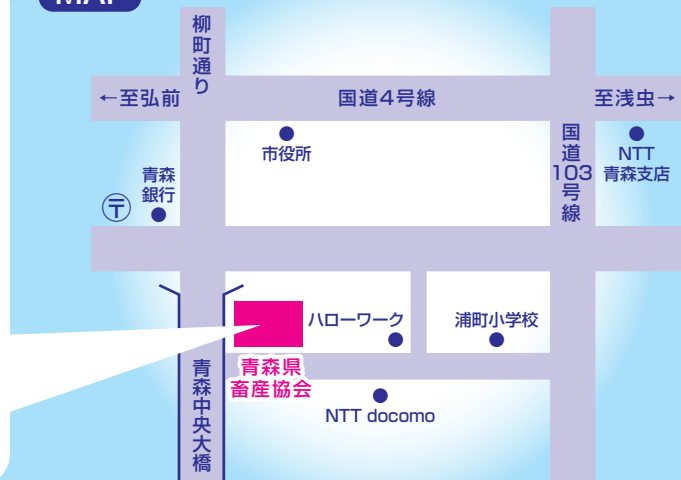 MAP
柳町通り
←至弘前
国道4号線
至浅虫→
市役所
国道103号線
NTT
青森支店
青森
銀行
〒
ハローワーク
浦町小学校
青森県
畜産協会
青森中央大橋
NTT docomo